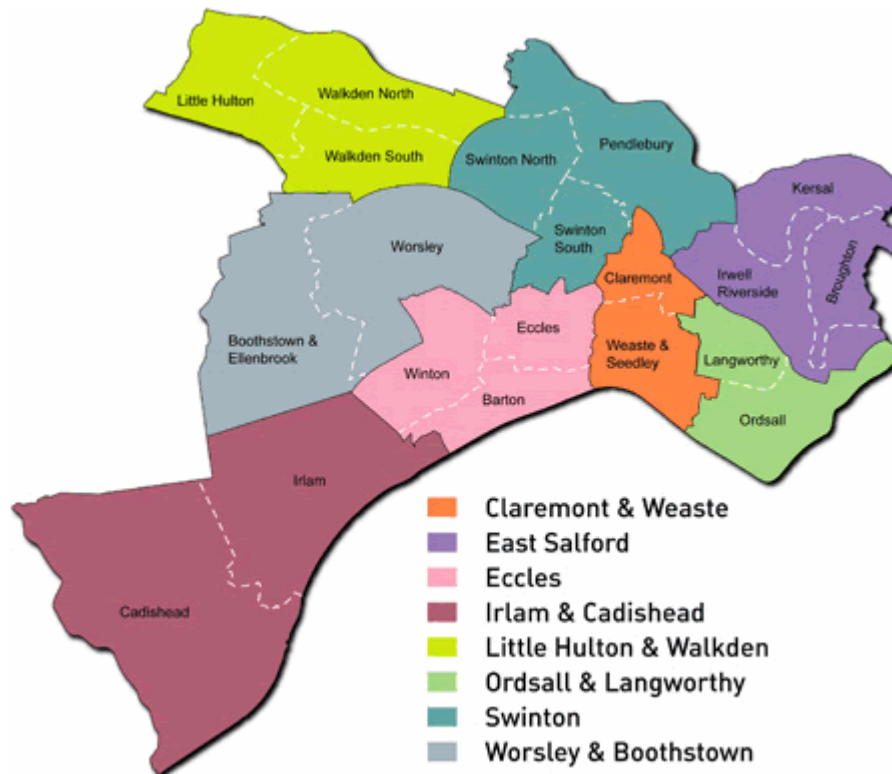 Little Hulton
Walkden North
Walkden South
Swinton North
Pendlebury
Swinton
South
Kersal
Broughton
Irwell
Riverside
Claremont
Worsley
Boothstown &
Ellenbrook
Eccles
Winton
Barton
Weaste &
Seedley
Langworthy
Ordsall
Irlam
Cadishead
Claremont & Weaste
East Salford
Eccles
Irlam & Cadishead
Little Hulton & Walkden
Ordsall & Langworthy
Swinton
Worsley & Boothstown